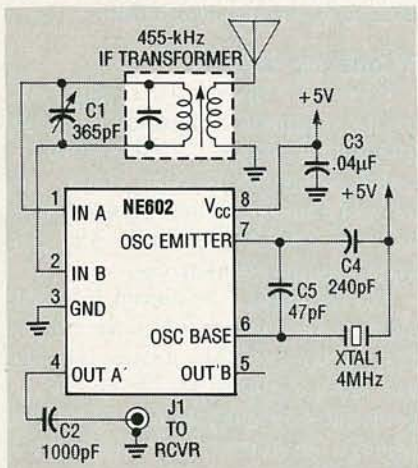 455-kHz
IF TRANSFORMER
C1
365pF
+5V
C3
.04µF
+5V
1
IN A
NE602
VCC
8
OSC EMITTER
7
2
IN B
C4
240pF
3
GND
C5
47pF
OSC BASE
6
XTAL1
4MHz
4
OUT A'
OUT'B
5
C2
1000pF
J1
TO
RCVR